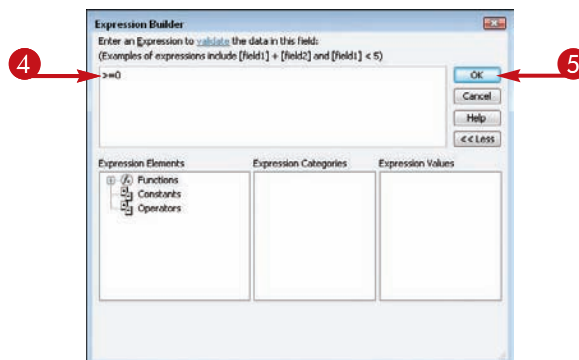 Expression Builder
Enter an Expression to validate the data in this field:
(Examples of expressions include [field1] + [field2] and [field1] < 5)
4
>=0
OK
5
Cancel
Help
<< Less
Expression Elements
Expression Categories
Expression Values
Functions
Constants
Operators